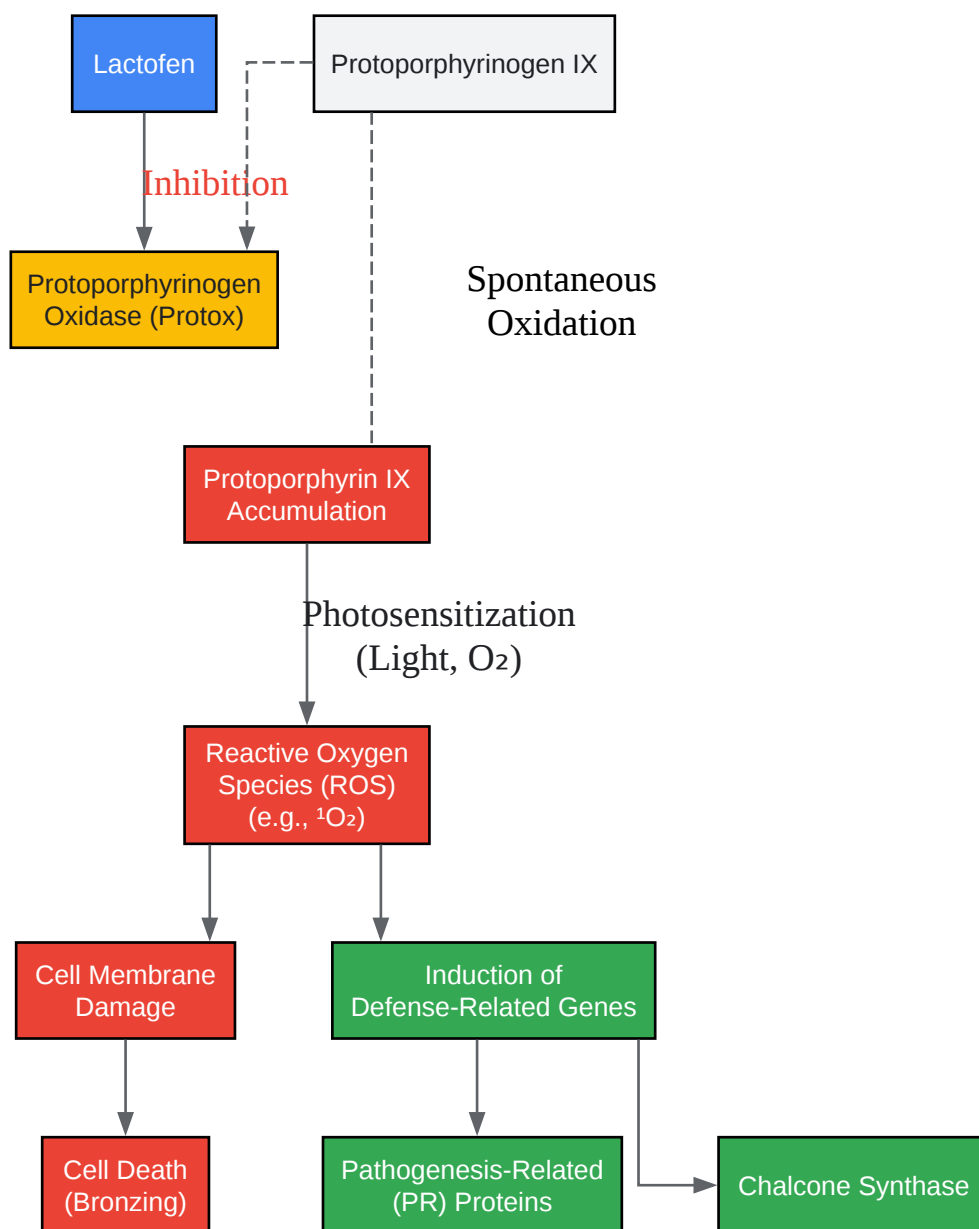 Lactofen
Protoporphyrinogen IX
Inhibition
Protoporphyrinogen
Oxidase (Protox)
Spontaneous
Oxidation
Protoporphyrin IX
Accumulation
Photosensitization
(Light, O₂)
Reactive Oxygen
Species (ROS)
(e.g., ¹O₂)
Cell Membrane
Damage
Induction of
Defense-Related Genes
Cell Death
(Bronzing)
Pathogenesis-Related
(PR) Proteins
Chalcone Synthase